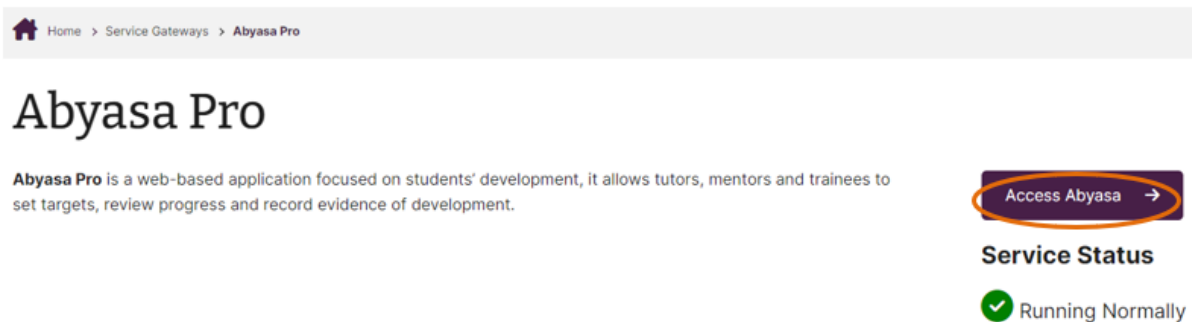 Home > Service Gateways > Abyasa Pro
Abyasa Pro
Abyasa Pro is a web-based application focused on students' development, it allows tutors, mentors and trainees to
set targets, review progress and record evidence of development.
Access Abyasa →
Service Status
Running Normally